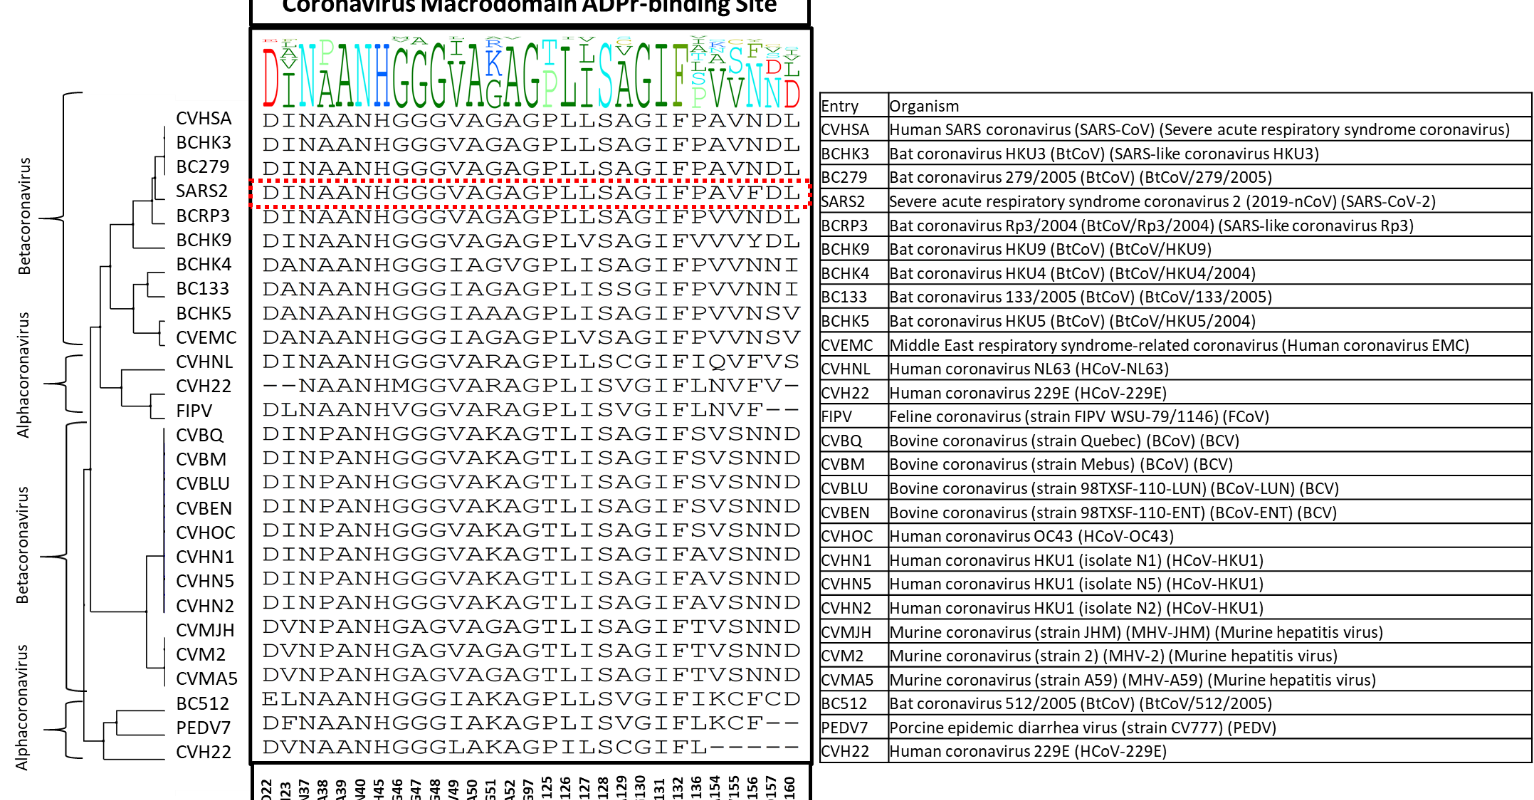 Coronavirus Macrodomain ADPr-binding Site
Betacoronavirus
Alphacoronavirus
Betacoronavirus
Alphacoronavirus
CVHSA DINAANHGGGVAGAGPLLSAGIFPAVNDL
BCHK3 DINAANHGGGVAGAGPLLSAGIFPAVNDL
BC279 DINAANHGGGVAGAGPLLSAGIFPAVNDL
SARS2 DINAANHGGGVAGAGPLLSAGIFPAVFDL
BCRP3 DINAANHGGGVAGAGPLLSAGIFPVVNDL
BCHK9 DINAANHGGGVAGAGPLVSAGIFVVVYDL
BCHK4 DANAANHGGGIAGVGPLISAGIFPVVNNI
BC133 DANAANHGGGIAGAGPLISSGIFPVVNNI
BCHK5 DANAANHGGGIAAAGPLISAGIFPVVNSV
CVEMC DANAANHGGGIAGAGPLVSAGIFPVVNSV
CVHNL DINAANHGGGVARAGPLLSCGIFIQVFVS
CVH22 --NAANHMGGVARAGPLISVGIFLNVFV-
FIPV DLNAANHVGGVARAGPLISVGIFLNVF--
CVBQ DINPANHGGGVAKAGTLISAGIFSVSNND
CVBM DINPANHGGGVAKAGTLISAGIFSVSNND
CVBLU DINPANHGGGVAKAGTLISAGIFSVSNND
CVBEN DINPANHGGGVAKAGTLISAGIFSVSNND
CVHOC DINPANHGGGVAKAGTLISAGIFSVSNND
CVHN1 DINPANHGGGVAKAGTLISAGIFAVSNND
CVHN5 DINPANHGGGVAKAGTLISAGIFAVSNND
CVHN2 DINPANHGGGVAKAGTLISAGIFAVSNND
CVMJH DVNPANHGAGVAGAGTLISAGIFTVSNND
CVM2 DVNPANHGAGVAGAGTLISAGIFTVSNND
CVMA5 DVNPANHGAGVAGAGTLISAGIFTVSNND
BC512 ELNAANHGGGIAKAGPLLSVGIFIKCFCD
PEDV7 DFNAANHGGGIAKAGPLISVGIFLKCF--
CVH22 DVNAANHGGGLAKAGPILSCGIFL-----
N37 A38 A39 N40 H45 G46 G47 G48 V49 A50 G51 A52 G97 125 126 127 128 129 130 131 132 136 154 155 156 157 160
Entry Organism
CVHSA Human SARS coronavirus (SARS-CoV) (Severe acute respiratory syndrome coronavirus)
BCHK3 Bat coronavirus HKU3 (BtCoV) (SARS-like coronavirus HKU3)
BC279 Bat coronavirus 279/2005 (BtCoV) (BtCoV/279/2005)
SARS2 Severe acute respiratory syndrome coronavirus 2 (2019-nCoV) (SARS-CoV-2)
BCRP3 Bat coronavirus Rp3/2004 (BtCoV/Rp3/2004) (SARS-like coronavirus Rp3)
BCHK9 Bat coronavirus HKU9 (BtCoV) (BtCoV/HKU9)
BCHK4 Bat coronavirus HKU4 (BtCoV) (BtCoV/HKU4/2004)
BC133 Bat coronavirus 133/2005 (BtCoV) (BtCoV/133/2005)
BCHK5 Bat coronavirus HKU5 (BtCoV) (BtCoV/HKU5/2004)
CVEMC Middle East respiratory syndrome-related coronavirus (Human coronavirus EMC)
CVHNL Human coronavirus NL63 (HCoV-NL63)
CVH22 Human coronavirus 229E (HCoV-229E)
FIPV Feline coronavirus (strain FIPV WSU-79/1146) (FCoV)
CVBQ Bovine coronavirus (strain Quebec) (BCoV) (BCV)
CVBM Bovine coronavirus (strain Mebus) (BCoV) (BCV)
CVBLU Bovine coronavirus (strain 98TXSF-110-LUN) (BCoV-LUN) (BCV)
CVBEN Bovine coronavirus (strain 98TXSF-110-ENT) (BCoV-ENT) (BCV)
CVHOC Human coronavirus OC43 (HCoV-OC43)
CVHN1 Human coronavirus HKU1 (isolate N1) (HCoV-HKU1)
CVHN5 Human coronavirus HKU1 (isolate N5) (HCoV-HKU1)
CVHN2 Human coronavirus HKU1 (isolate N2) (HCoV-HKU1)
CVMJH Murine coronavirus (strain JHM) (MHV-JHM) (Murine hepatitis virus)
CVM2 Murine coronavirus (strain 2) (MHV-2) (Murine hepatitis virus)
CVMA5 Murine coronavirus (strain A59) (MHV-A59) (Murine hepatitis virus)
BC512 Bat coronavirus 512/2005 (BtCoV) (BtCoV/512/2005)
PEDV7 Porcine epidemic diarrhea virus (strain CV777) (PEDV)
CVH22 Human coronavirus 229E (HCoV-229E)